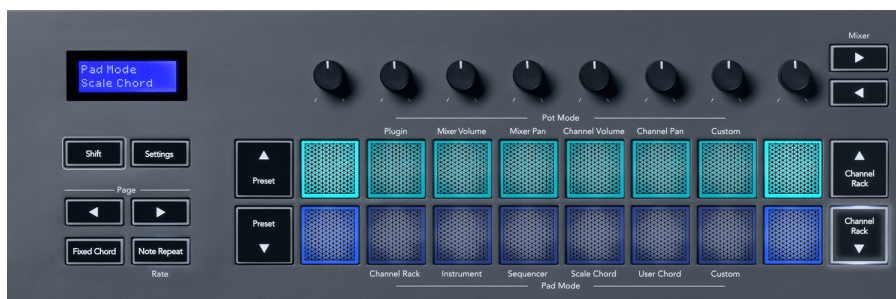 Mixer
Pad Mode
Scale Chord
Pot Mode
Plugin Mixer Volume Mixer Pan Channel Volume Channel Pan Custom
Shift Settings
Preset
Channel
Rack
Page
Preset
Channel
Rack
Fixed Chord Note Repeat
Rate
Channel Rack Instrument Sequencer Scale Chord User Chord Custom
Pad Mode